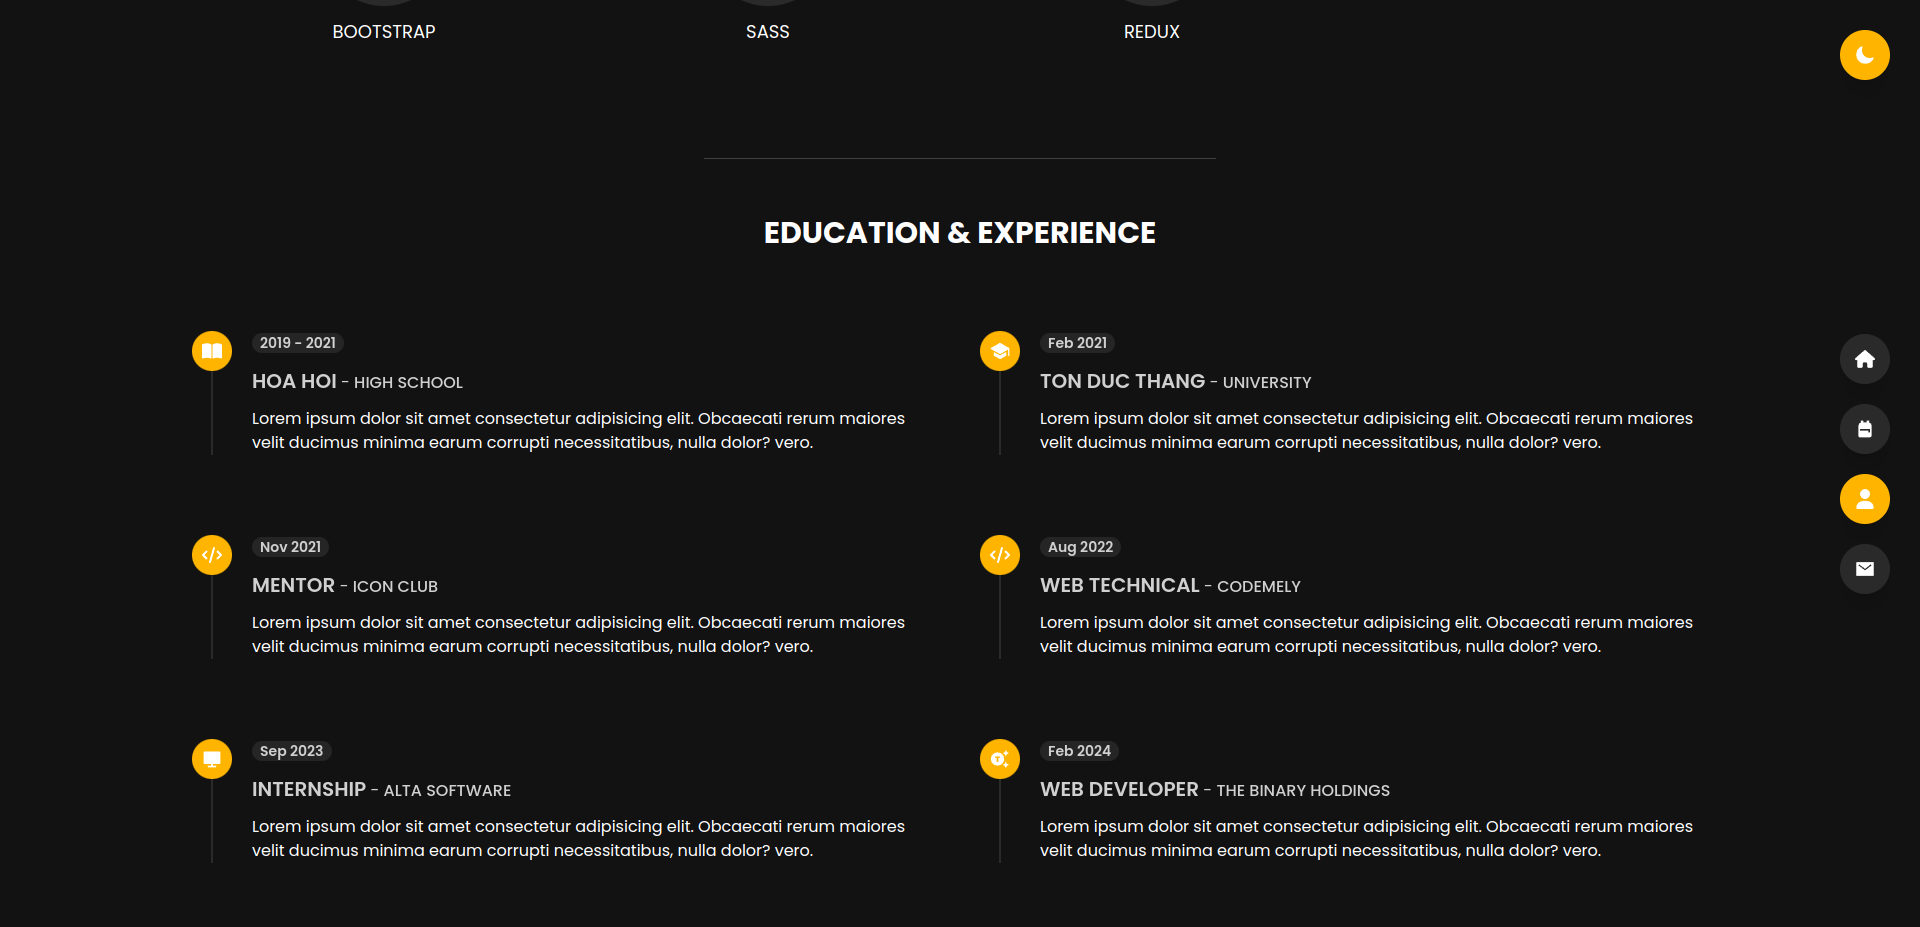 BOOTSTRAP
SASS
REDUX
EDUCATION & EXPERIENCE
2019 - 2021
HOA HOI - HIGH SCHOOL
Lorem ipsum dolor sit amet consectetur adipisicing elit. Obcaecati rerum maiores
velit ducimus minima earum corrupti necessitatibus, nulla dolor? vero.
Feb 2021
TON DUC THANG - UNIVERSITY
Lorem ipsum dolor sit amet consectetur adipisicing elit. Obcaecati rerum maiores
velit ducimus minima earum corrupti necessitatibus, nulla dolor? vero.
Nov 2021
MENTOR - ICON CLUB
Lorem ipsum dolor sit amet consectetur adipisicing elit. Obcaecati rerum maiores
velit ducimus minima earum corrupti necessitatibus, nulla dolor? vero.
Aug 2022
WEB TECHNICAL - CODEMELY
Lorem ipsum dolor sit amet consectetur adipisicing elit. Obcaecati rerum maiores
velit ducimus minima earum corrupti necessitatibus, nulla dolor? vero.
Sep 2023
INTERNSHIP - ALTA SOFTWARE
Lorem ipsum dolor sit amet consectetur adipisicing elit. Obcaecati rerum maiores
velit ducimus minima earum corrupti necessitatibus, nulla dolor? vero.
Feb 2024
WEB DEVELOPER - THE BINARY HOLDINGS
Lorem ipsum dolor sit amet consectetur adipisicing elit. Obcaecati rerum maiores
velit ducimus minima earum corrupti necessitatibus, nulla dolor? vero.